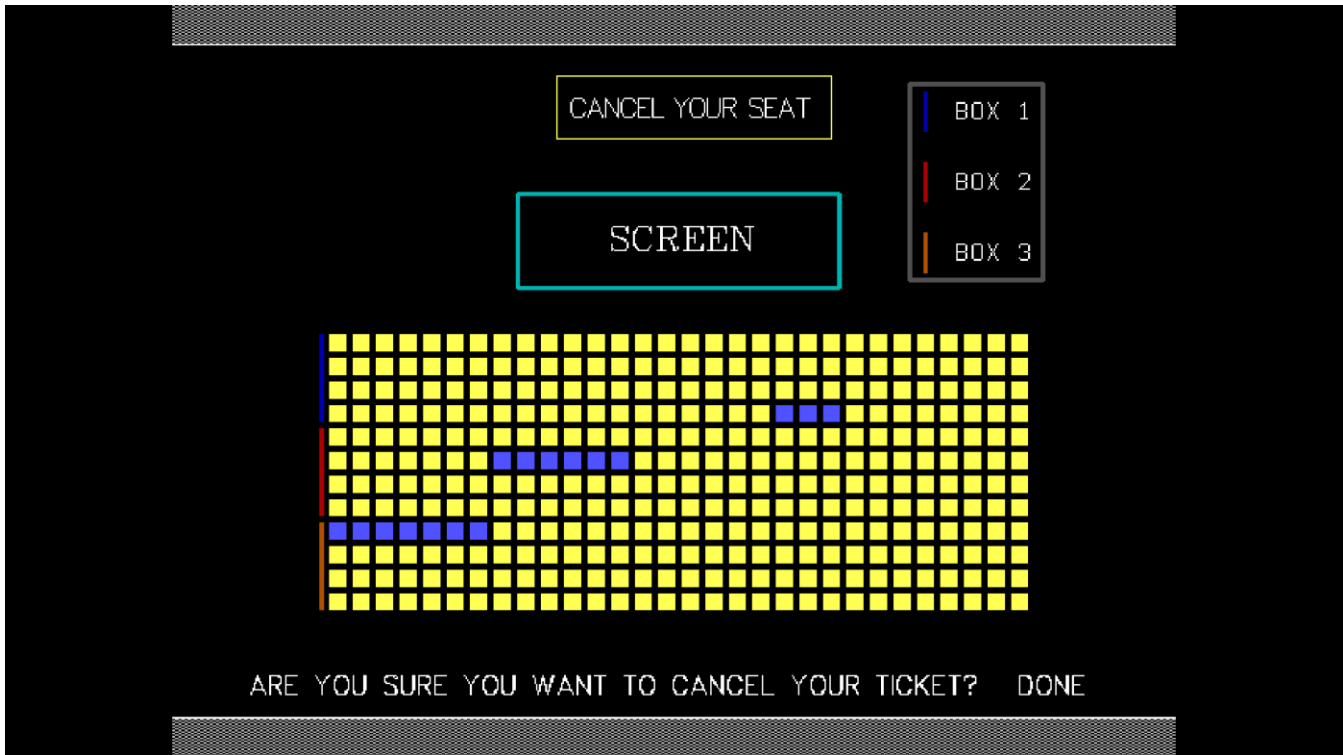 CANCEL YOUR SEAT
BOX 1
BOX 2
SCREEN
BOX 3
ARE YOU SURE YOU WANT TO CANCEL YOUR TICKET? DONE